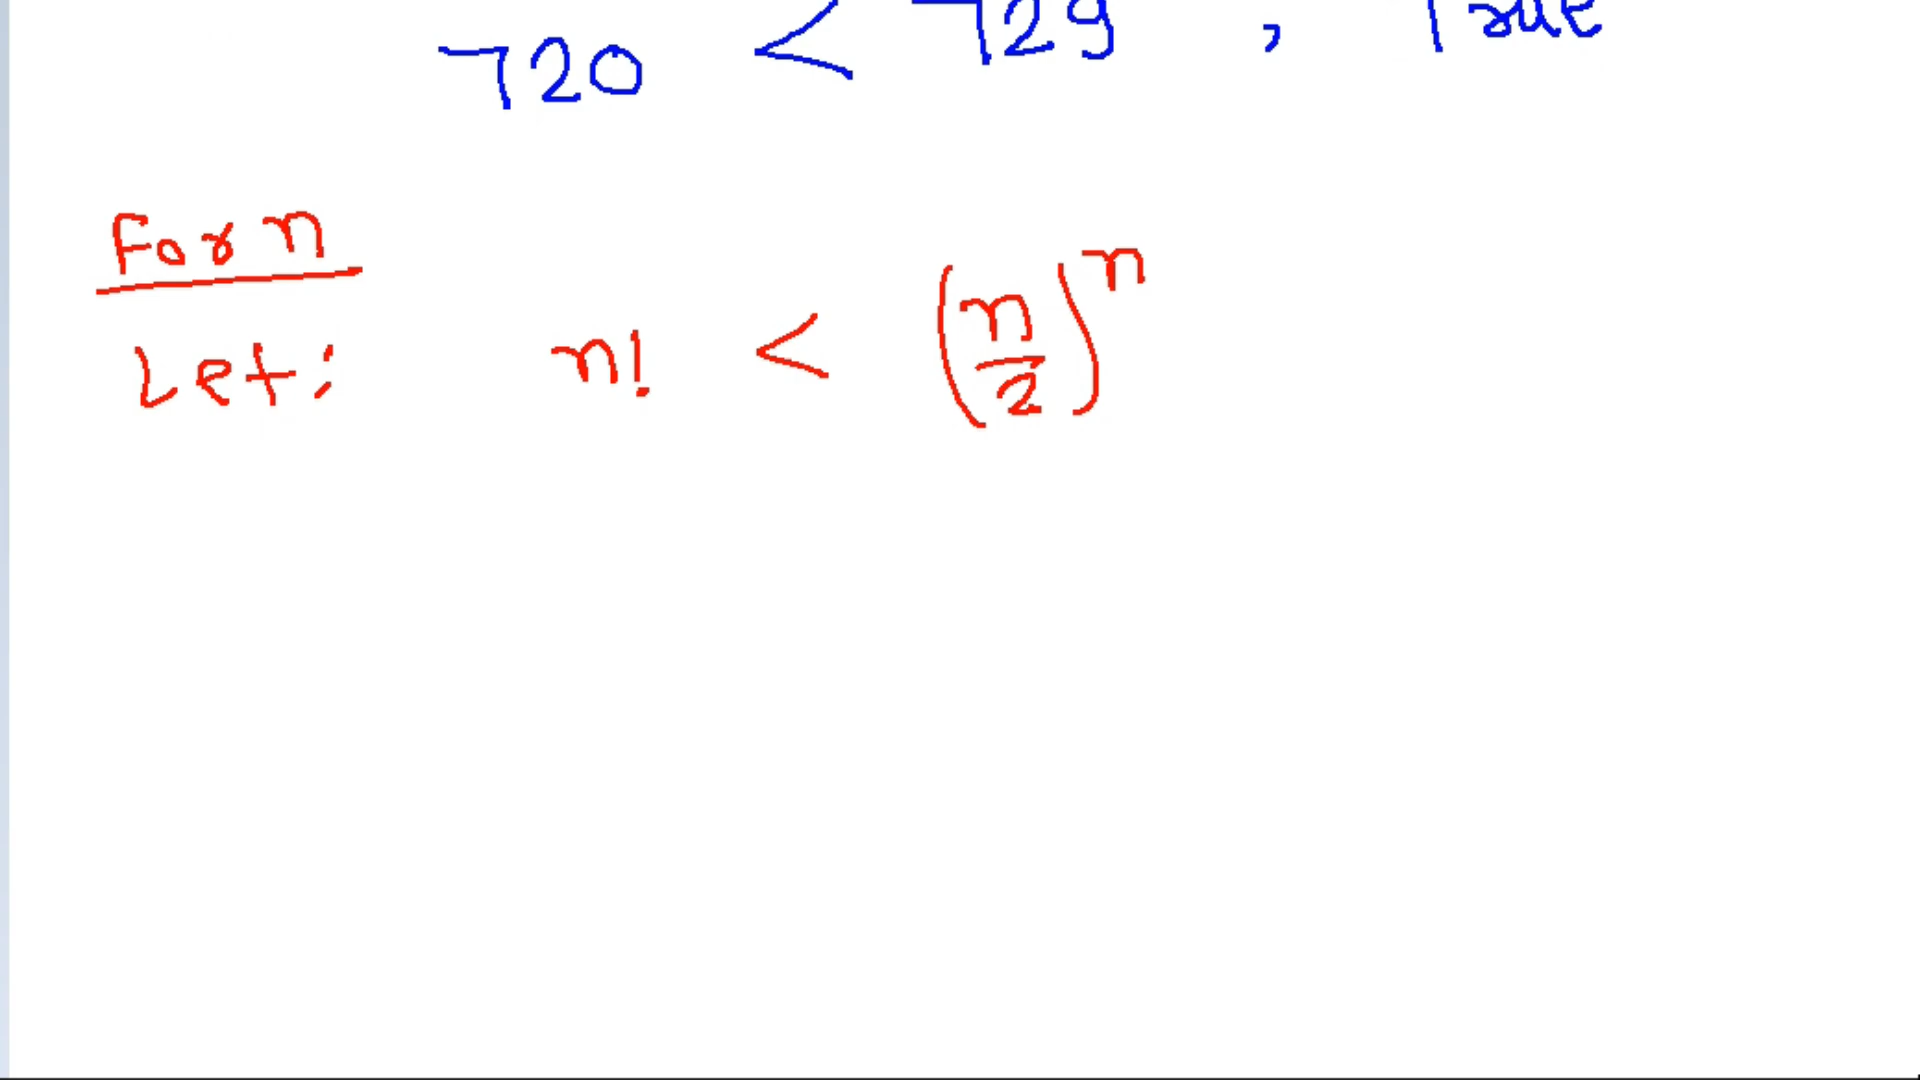 720 < 729 , True
For n
Let: n! < (n/2)^n